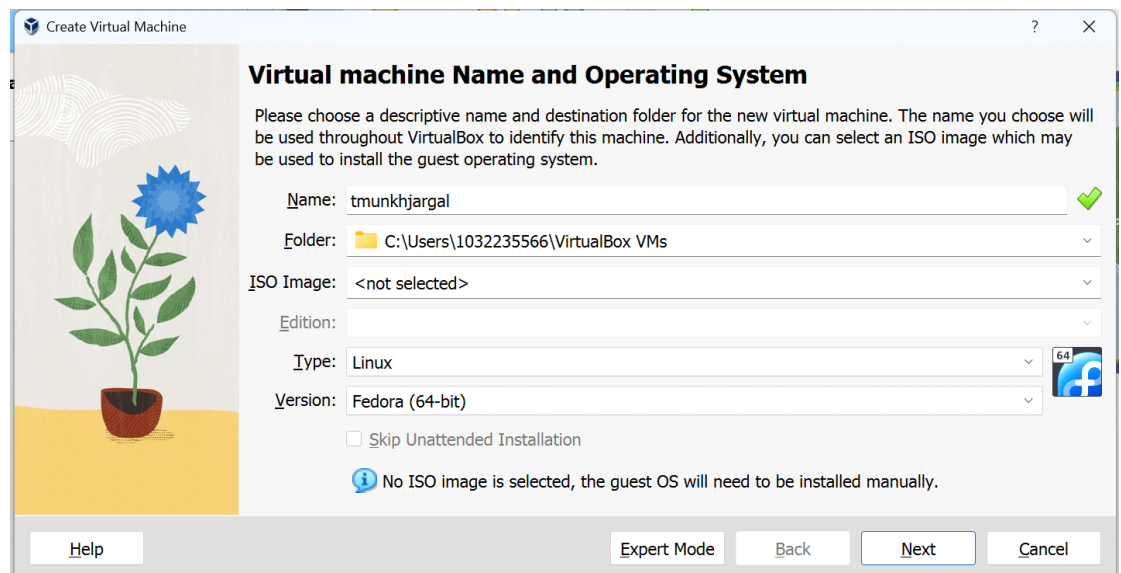 Create Virtual Machine
?
Virtual machine Name and Operating System
Please choose a descriptive name and destination folder for the new virtual machine. The name you choose will
be used throughout VirtualBox to identify this machine. Additionally, you can select an ISO image which may
be used to install the guest operating system.
Name: tmunkhjargal
Folder: C:\Users\1032235566\VirtualBox VMs
ISO Image: <not selected>
Edition:
Type: Linux
64
Version: Fedora (64-bit)
Skip Unattended Installation
No ISO image is selected, the guest OS will need to be installed manually.
Help Expert Mode Back Next Cancel